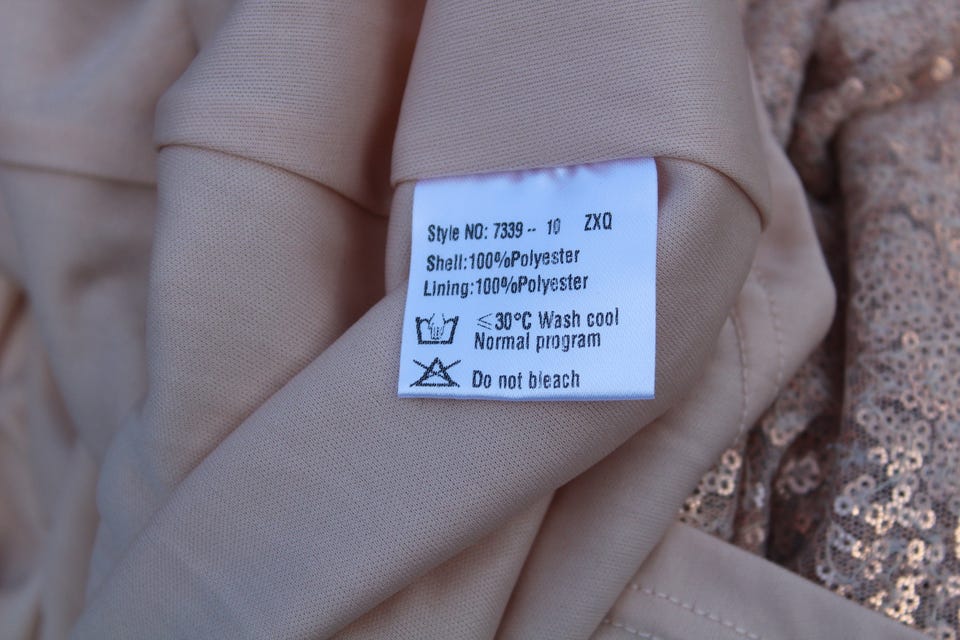 Style NO: 7339-- 10 ZXQ
Shell:100%Polyester
Lining:100%Polyester
≤30°C Wash cool
Normal program
Do not bleach